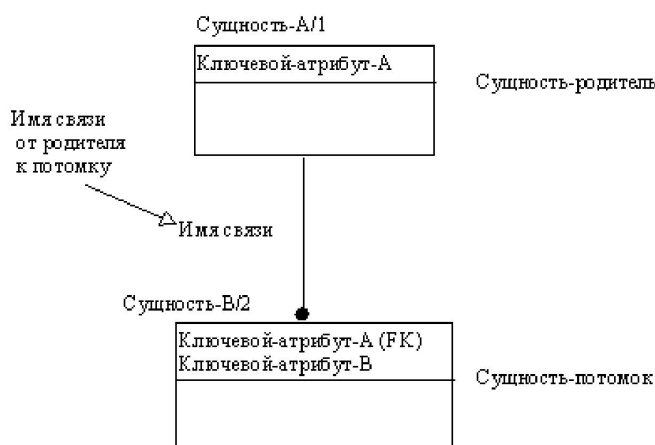 Сущность-A/1
Ключевой-атрибут-A
Сущность-родитель
Имя связи
от родителя
к потомку
Имя связи
Сущность-B/2
Ключевой-атрибут-A (FK)
Ключевой-атрибут-B
Сущность-потомок